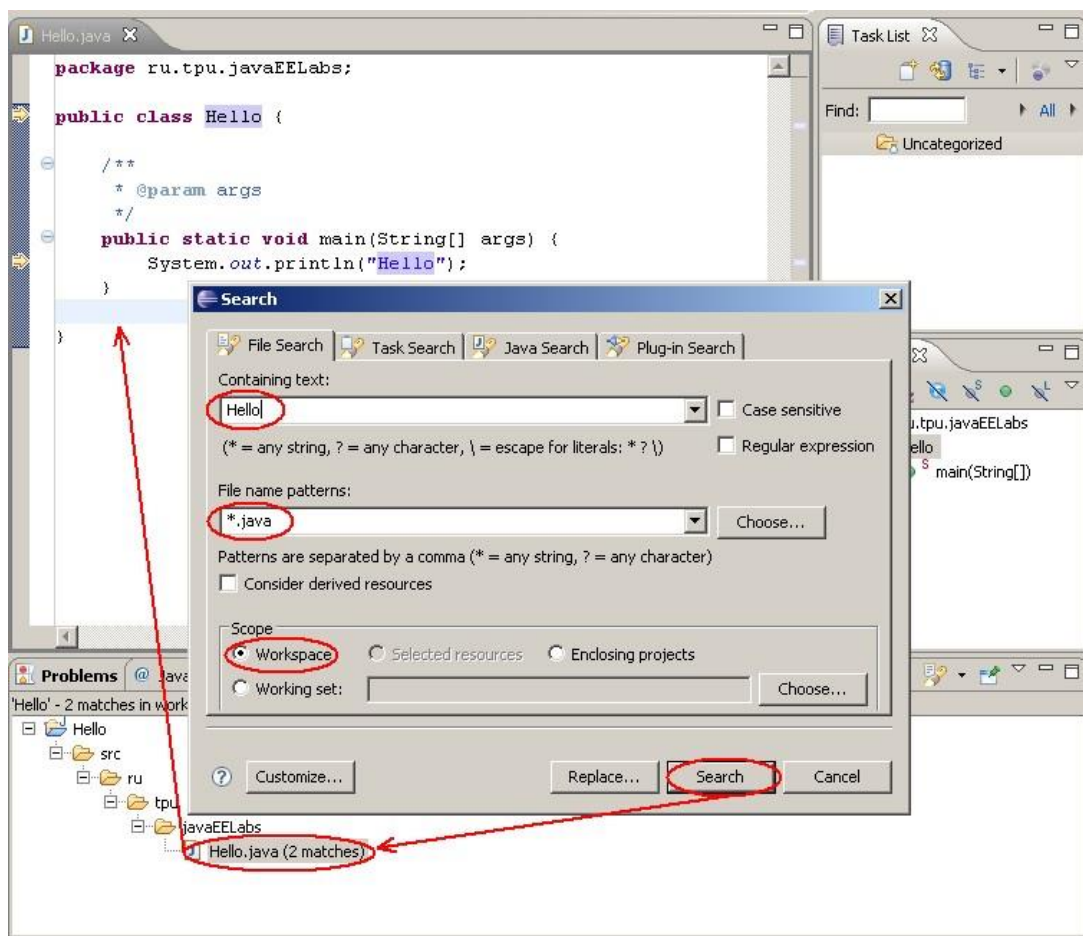 Hello.java
package ru.tpu.javaEELabs;
public class Hello {
/**
* @param args
*/
public static void main(String[] args) {
System.out.println("Hello");
}
}
Task List
Find:
All
Uncategorized
Search
File Search
Task Search
Java Search
Plug-in Search
Containing text:
Hello
Case sensitive
(* = any string, ? = any character, \ = escape for literals: * ? \)
Regular expression
File name patterns:
*.java
Choose...
Patterns are separated by a comma (* = any string, ? = any character)
Consider derived resources
Scope
Workspace
Selected resources
Enclosing projects
Working set:
Choose...
Customize...
Replace...
Search
Cancel
.tpu.javaEELabs
ello
main(String[])
Problems
@ Java
'Hello' - 2 matches in work
Hello
src
ru
tpu
javaEELabs
Hello.java (2 matches)